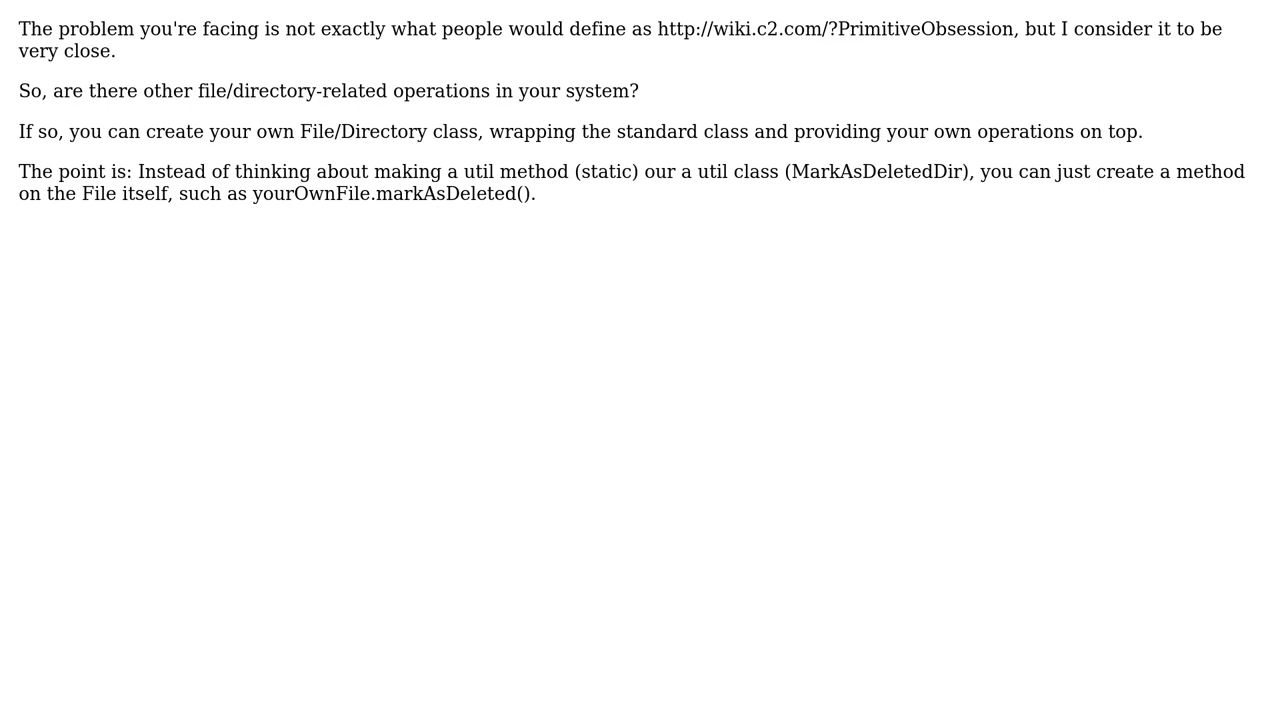 The problem you're facing is not exactly what people would define as http://wiki.c2.com/?PrimitiveObsession, but I consider it to be
very close.
So, are there other file/directory-related operations in your system?
If so, you can create your own File/Directory class, wrapping the standard class and providing your own operations on top.
The point is: Instead of thinking about making a util method (static) our a util class (MarkAsDeletedDir), you can just create a method
on the File itself, such as yourOwnFile.markAsDeleted().